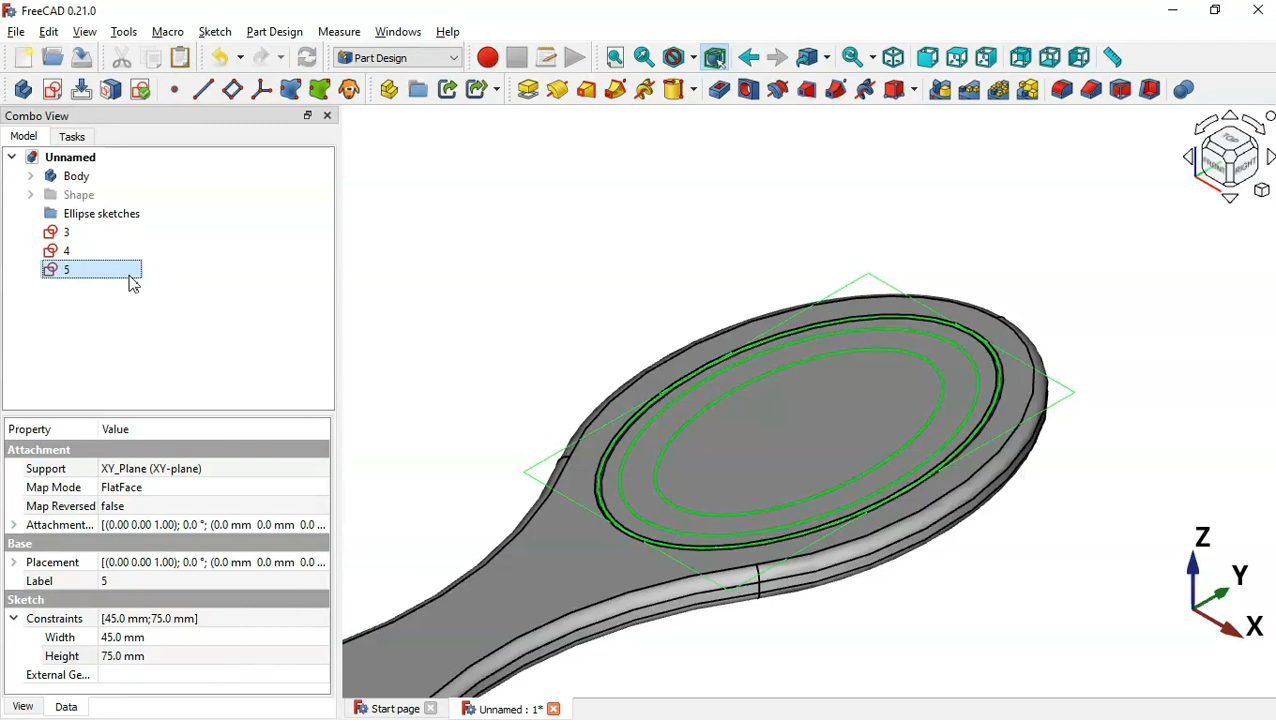 FreeCAD 0.21.0
File Edit View Tools Macro Sketch Part Design Measure Windows Help
Part Design
Combo View
Model Tasks
Unnamed
Body
Shape
Ellipse sketches
3
4
5
TOP
FRONT RIGHT
Property Value
Attachment
Support XY_Plane (XY-plane)
Map Mode FlatFace
Map Reversed false
Attachment... [(0.00 0.00 1.00); 0.0 °; (0.0 mm 0.0 mm 0.0 ...
Base
Placement [(0.00 0.00 1.00); 0.0 °; (0.0 mm 0.0 mm 0.0 ...
Label 5
Sketch
Constraints [45.0 mm;75.0 mm]
Width 45.0 mm
Height 75.0 mm
External Ge...
View Data
Start page
Unnamed : 1*
Z
Y
X